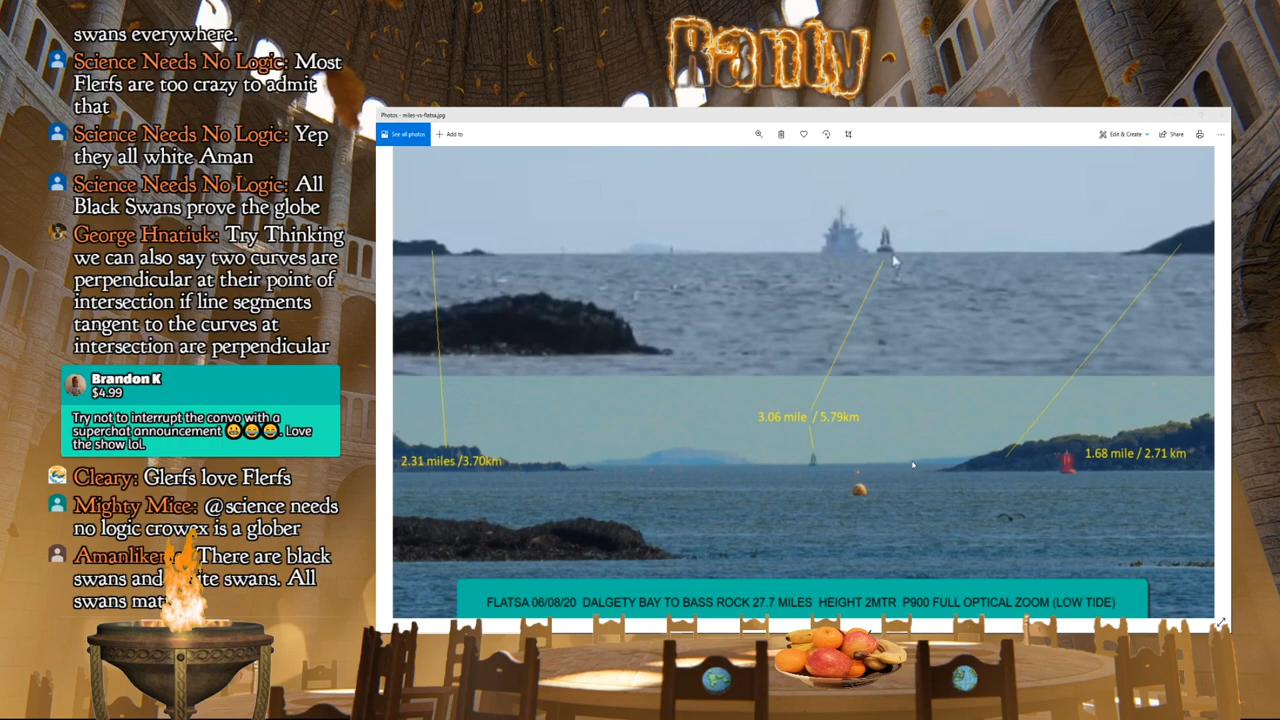 swans everywhere.
Science Needs No Logic: Most
Flerfs are too crazy to admit
that
Science Needs No Logic: Yep
they all white Aman
Science Needs No Logic: All
Black Swans prove the globe
George Hnatiuk: Try Thinking
we can also say two curves are
perpendicular at their point of
intersection if line segments
tangent to the curves at
intersection are perpendicular
Brandon K
$4.99
Try not to interrupt the convo with a
superchat announcement 😬😂😂. Love
the show lol.
Cleary: Glerfs love Flerfs
Mighty Mice: @science needs
no logic crowex is a glober
There are black
swans and
swans. All
swans
Ranty
Photos - miles-vs-flatsa.jpg
See all photos
Add to
Edit & Create
Share
3.06 mile / 5.79km
2.31 miles /3.70km
1.68 mile / 2.71 km
FLATSA 06/08/20 DALGETY BAY TO BASS ROCK 27.7 MILES HEIGHT 2MTR P900 FULL OPTICAL ZOOM (LOW TIDE)